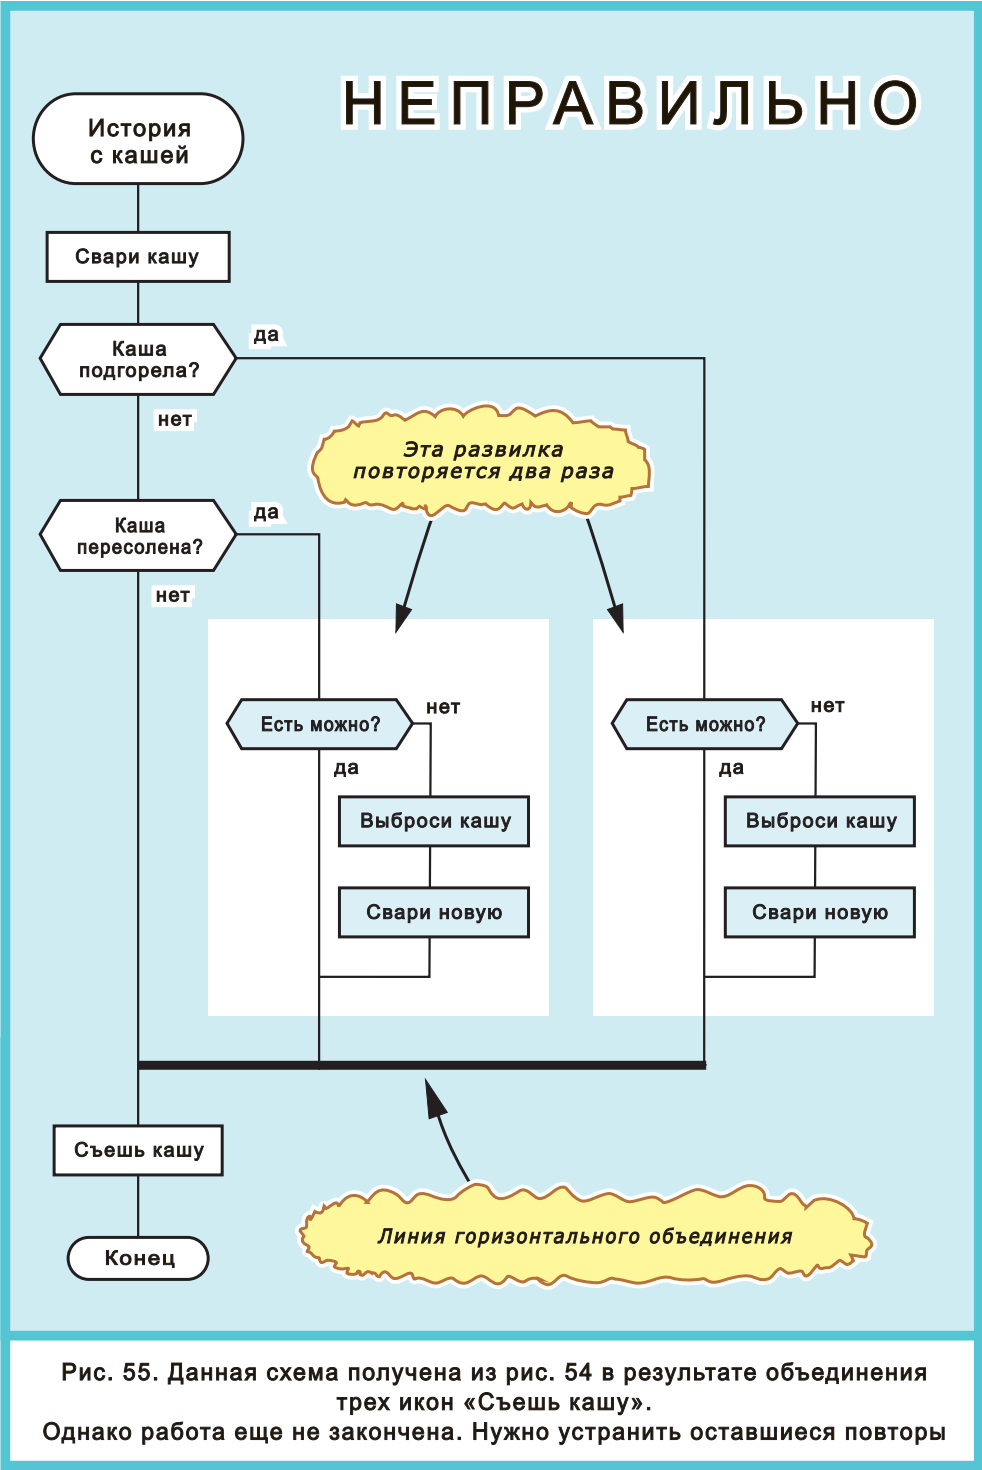 НЕПРАВИЛЬНО
История
с кашей
Свари кашу
Каша
подгорела?
да
нет
Эта развилка
повторяется два раза
Каша
пересолена?
да
нет
Есть можно?
нет
да
Выброси кашу
Свари новую
Есть можно?
нет
да
Выброси кашу
Свари новую
Съешь кашу
Линия горизонтального объединения
Конец
Рис. 55. Данная схема получена из рис. 54 в результате объединения
трех икон «Съешь кашу».
Однако работа еще не закончена. Нужно устранить оставшиеся повторы